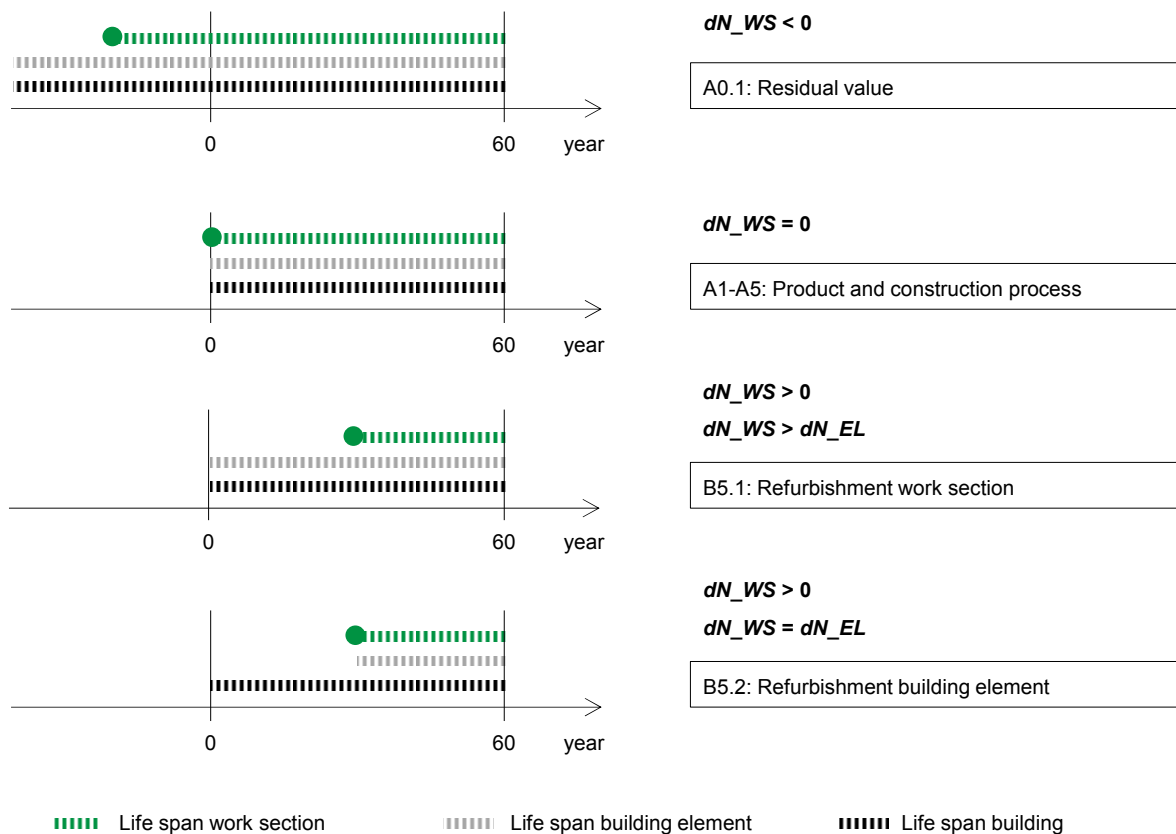 dN_WS < 0
A0.1: Residual value
0 60 year
dN_WS = 0
A1-A5: Product and construction process
0 60 year
dN_WS > 0
dN_WS > dN_EL
B5.1: Refurbishment work section
0 60 year
dN_WS > 0
dN_WS = dN_EL
B5.2: Refurbishment building element
0 60 year
Life span work section Life span building element Life span building